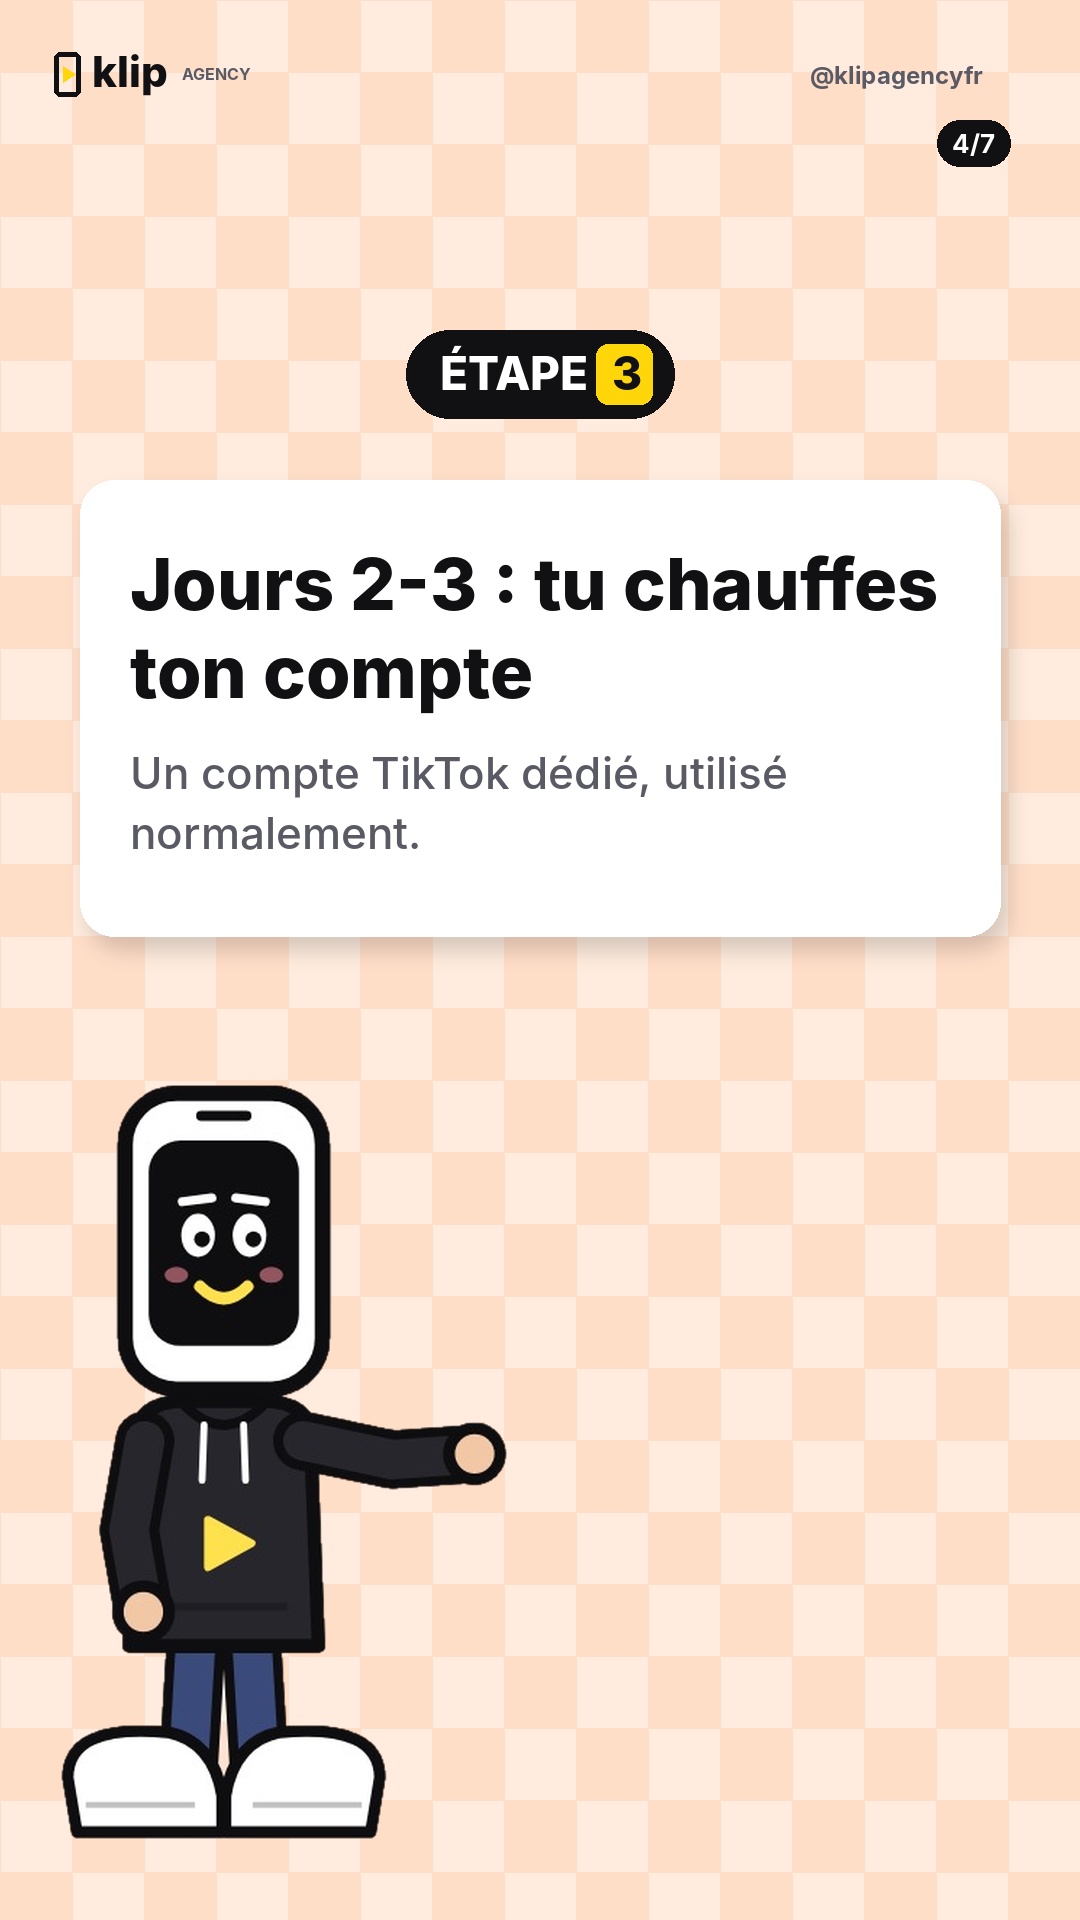 klip AGENCY
@klipagencyfr
4/7
ÉTAPE 3
Jours 2-3 : tu chauffes
ton compte
Un compte TikTok dédié, utilisé
normalement.